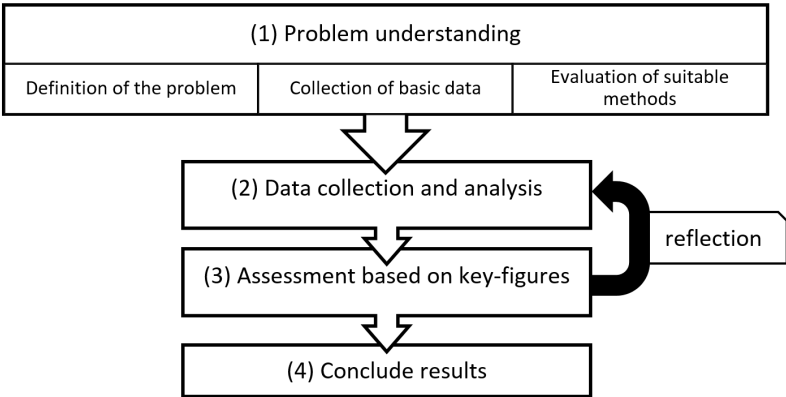 (1) Problem understanding
Definition of the problem
Collection of basic data
Evaluation of suitable
methods
(2) Data collection and analysis
reflection
(3) Assessment based on key-figures
(4) Conclude results